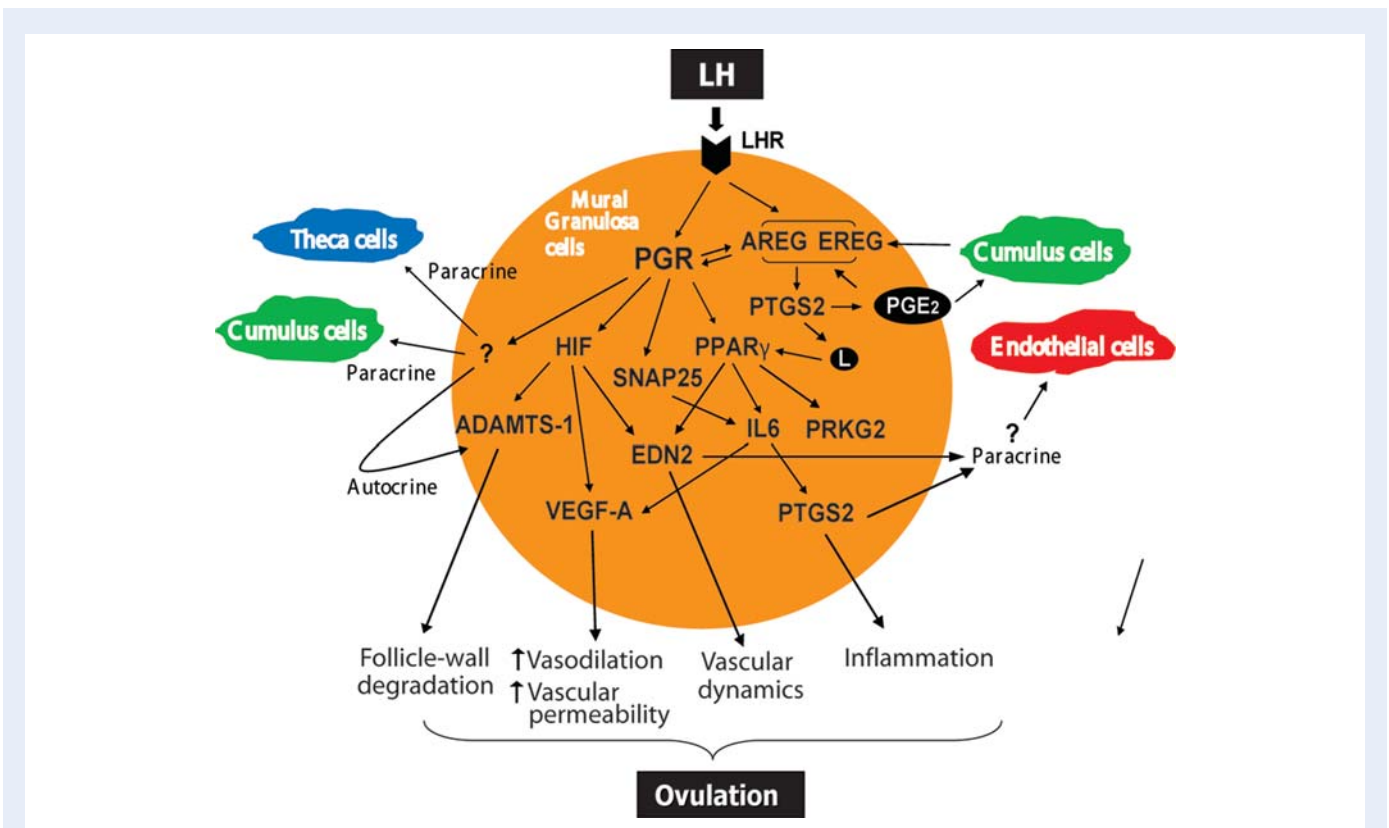 LH
LHR
Mural
Granulosa
cells
Theca cells
Paracrine
PGR
AREG EREG
Cumulus cells
PTGS2
PGE2
Cumulus cells
?
Paracrine
HIF
SNAP25
PPARγ
L
Endothelial cells
ADAMTS-1
IL6
PRKG2
?
EDN2
Paracrine
Autocrine
VEGF-A
PTGS2
Follicle-wall
degradation
↑Vasodilation
↑Vascular
permeability
Vascular
dynamics
Inflammation
Ovulation